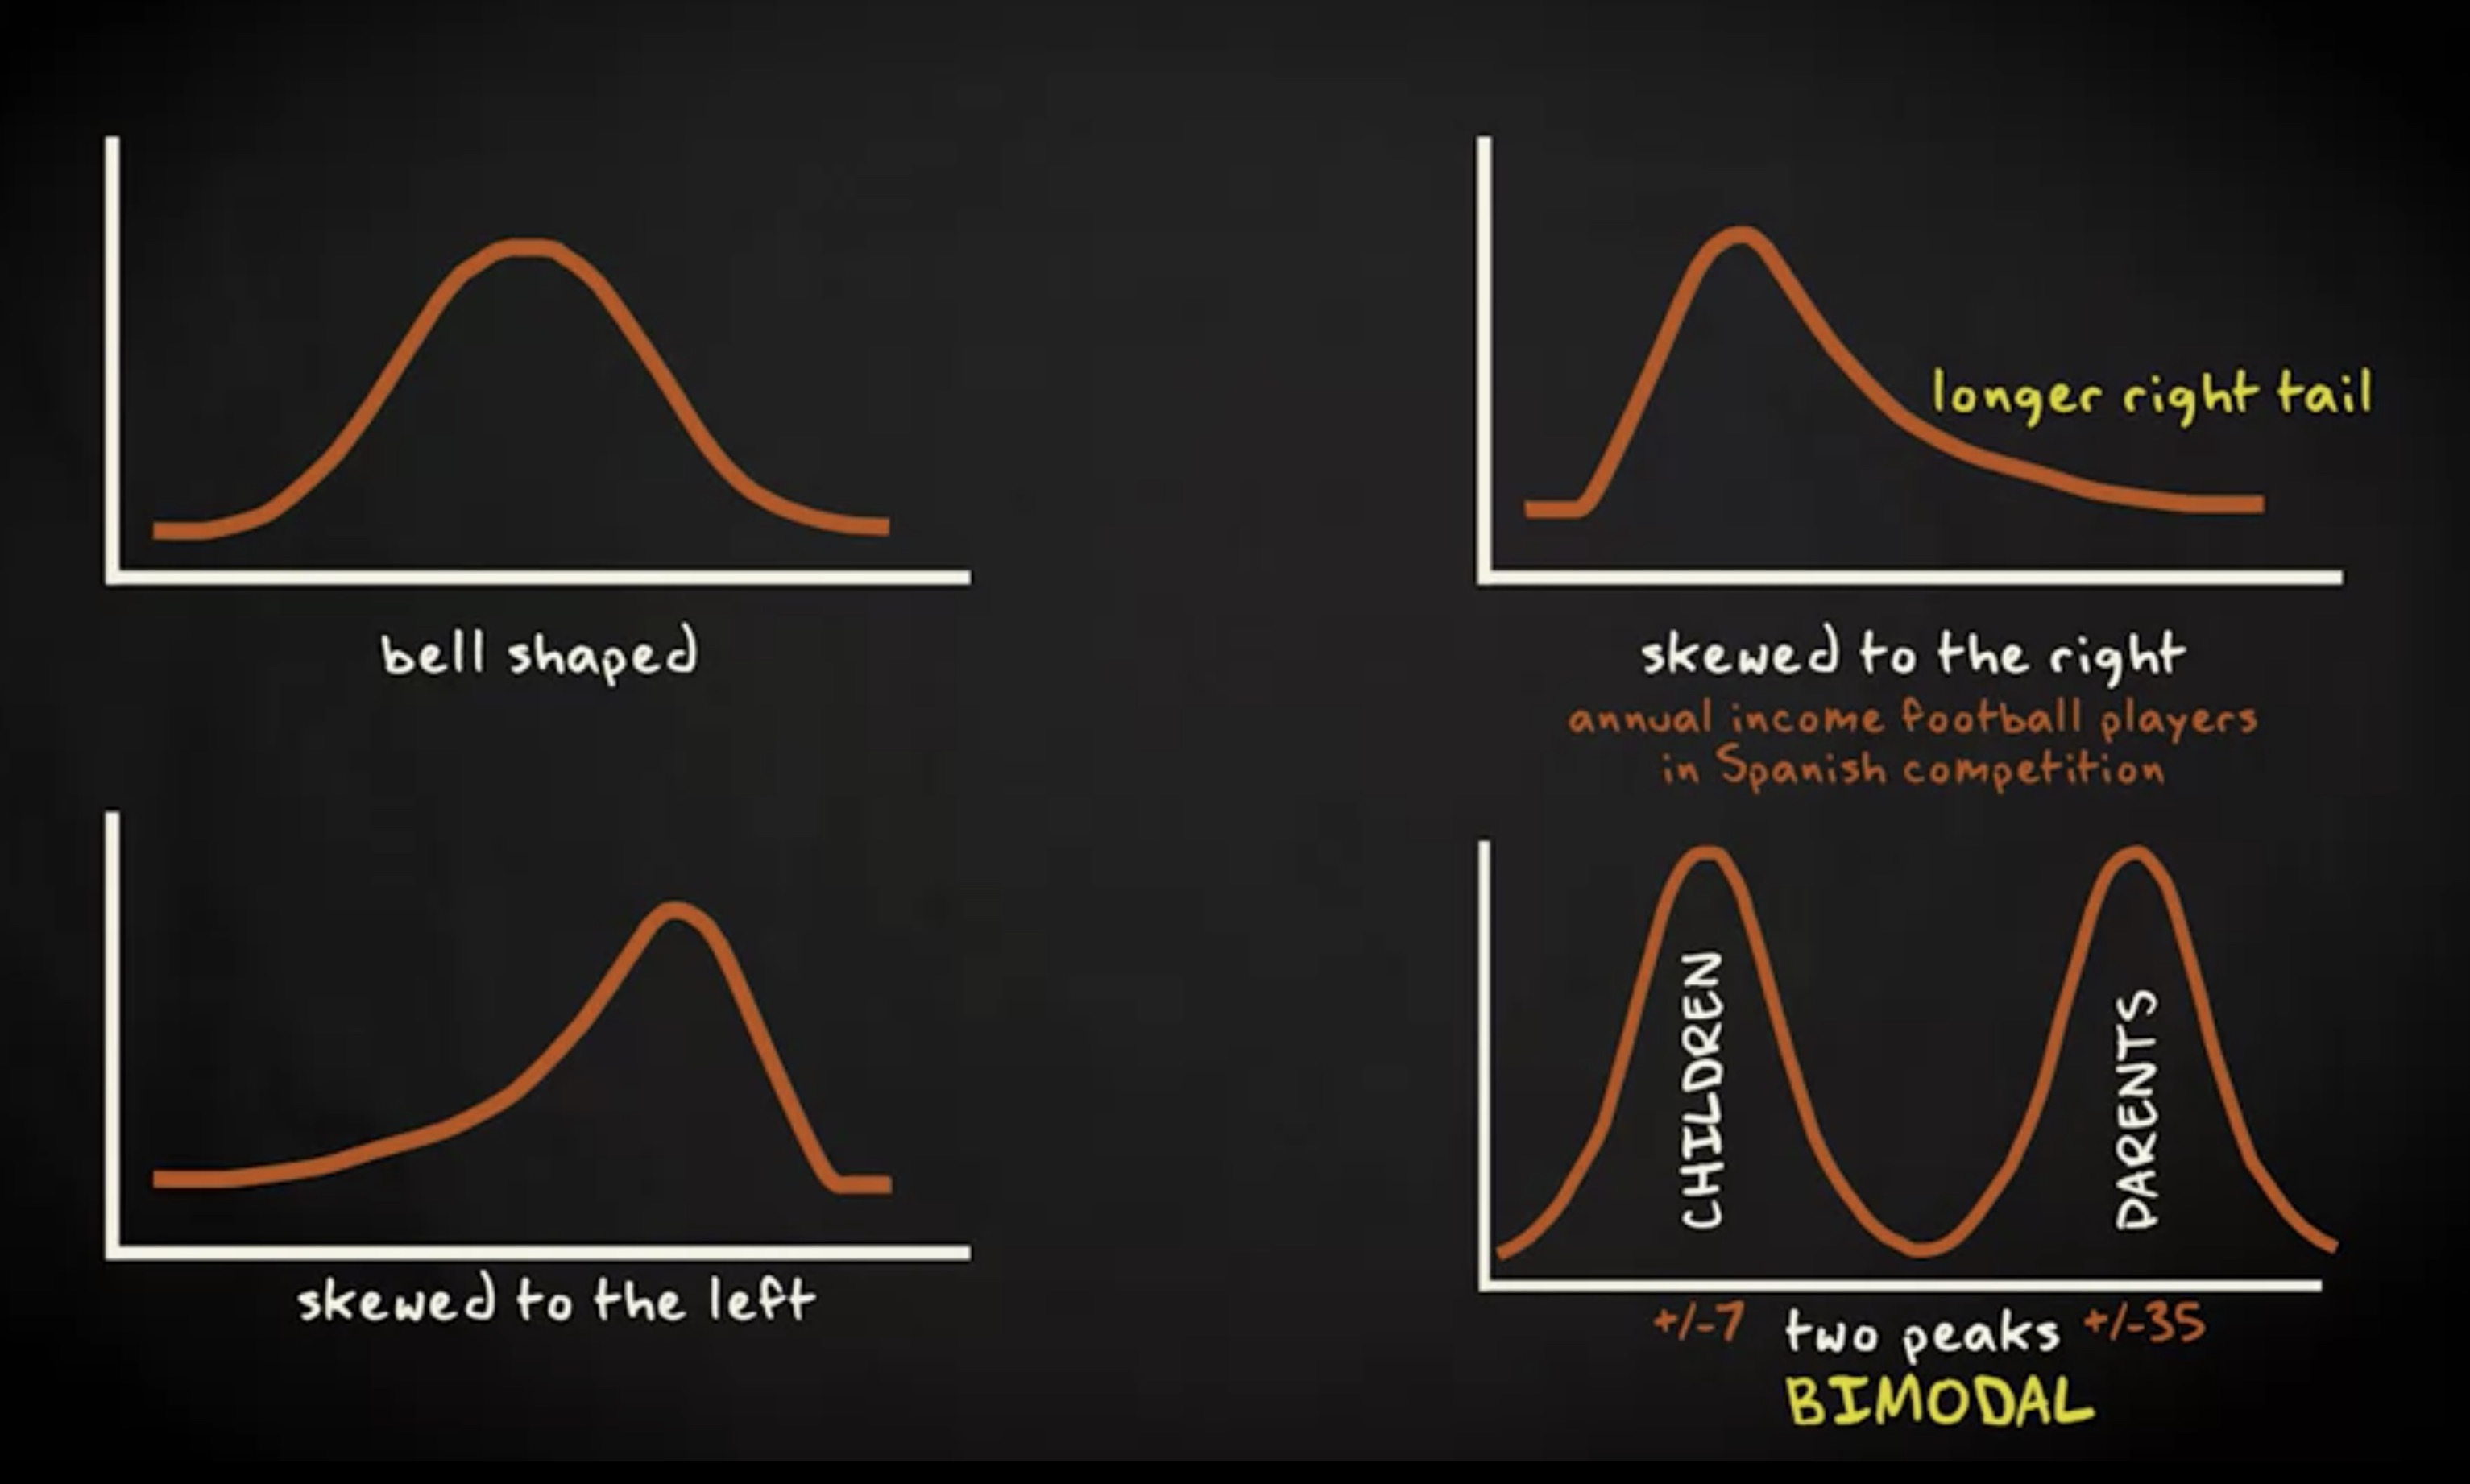 bell shaped
longer right tail
skewed to the right
annual income football players
in Spanish competition
skewed to the left
CHILDREN
PARENTS
+/-7 two peaks +/-35
BIMODAL